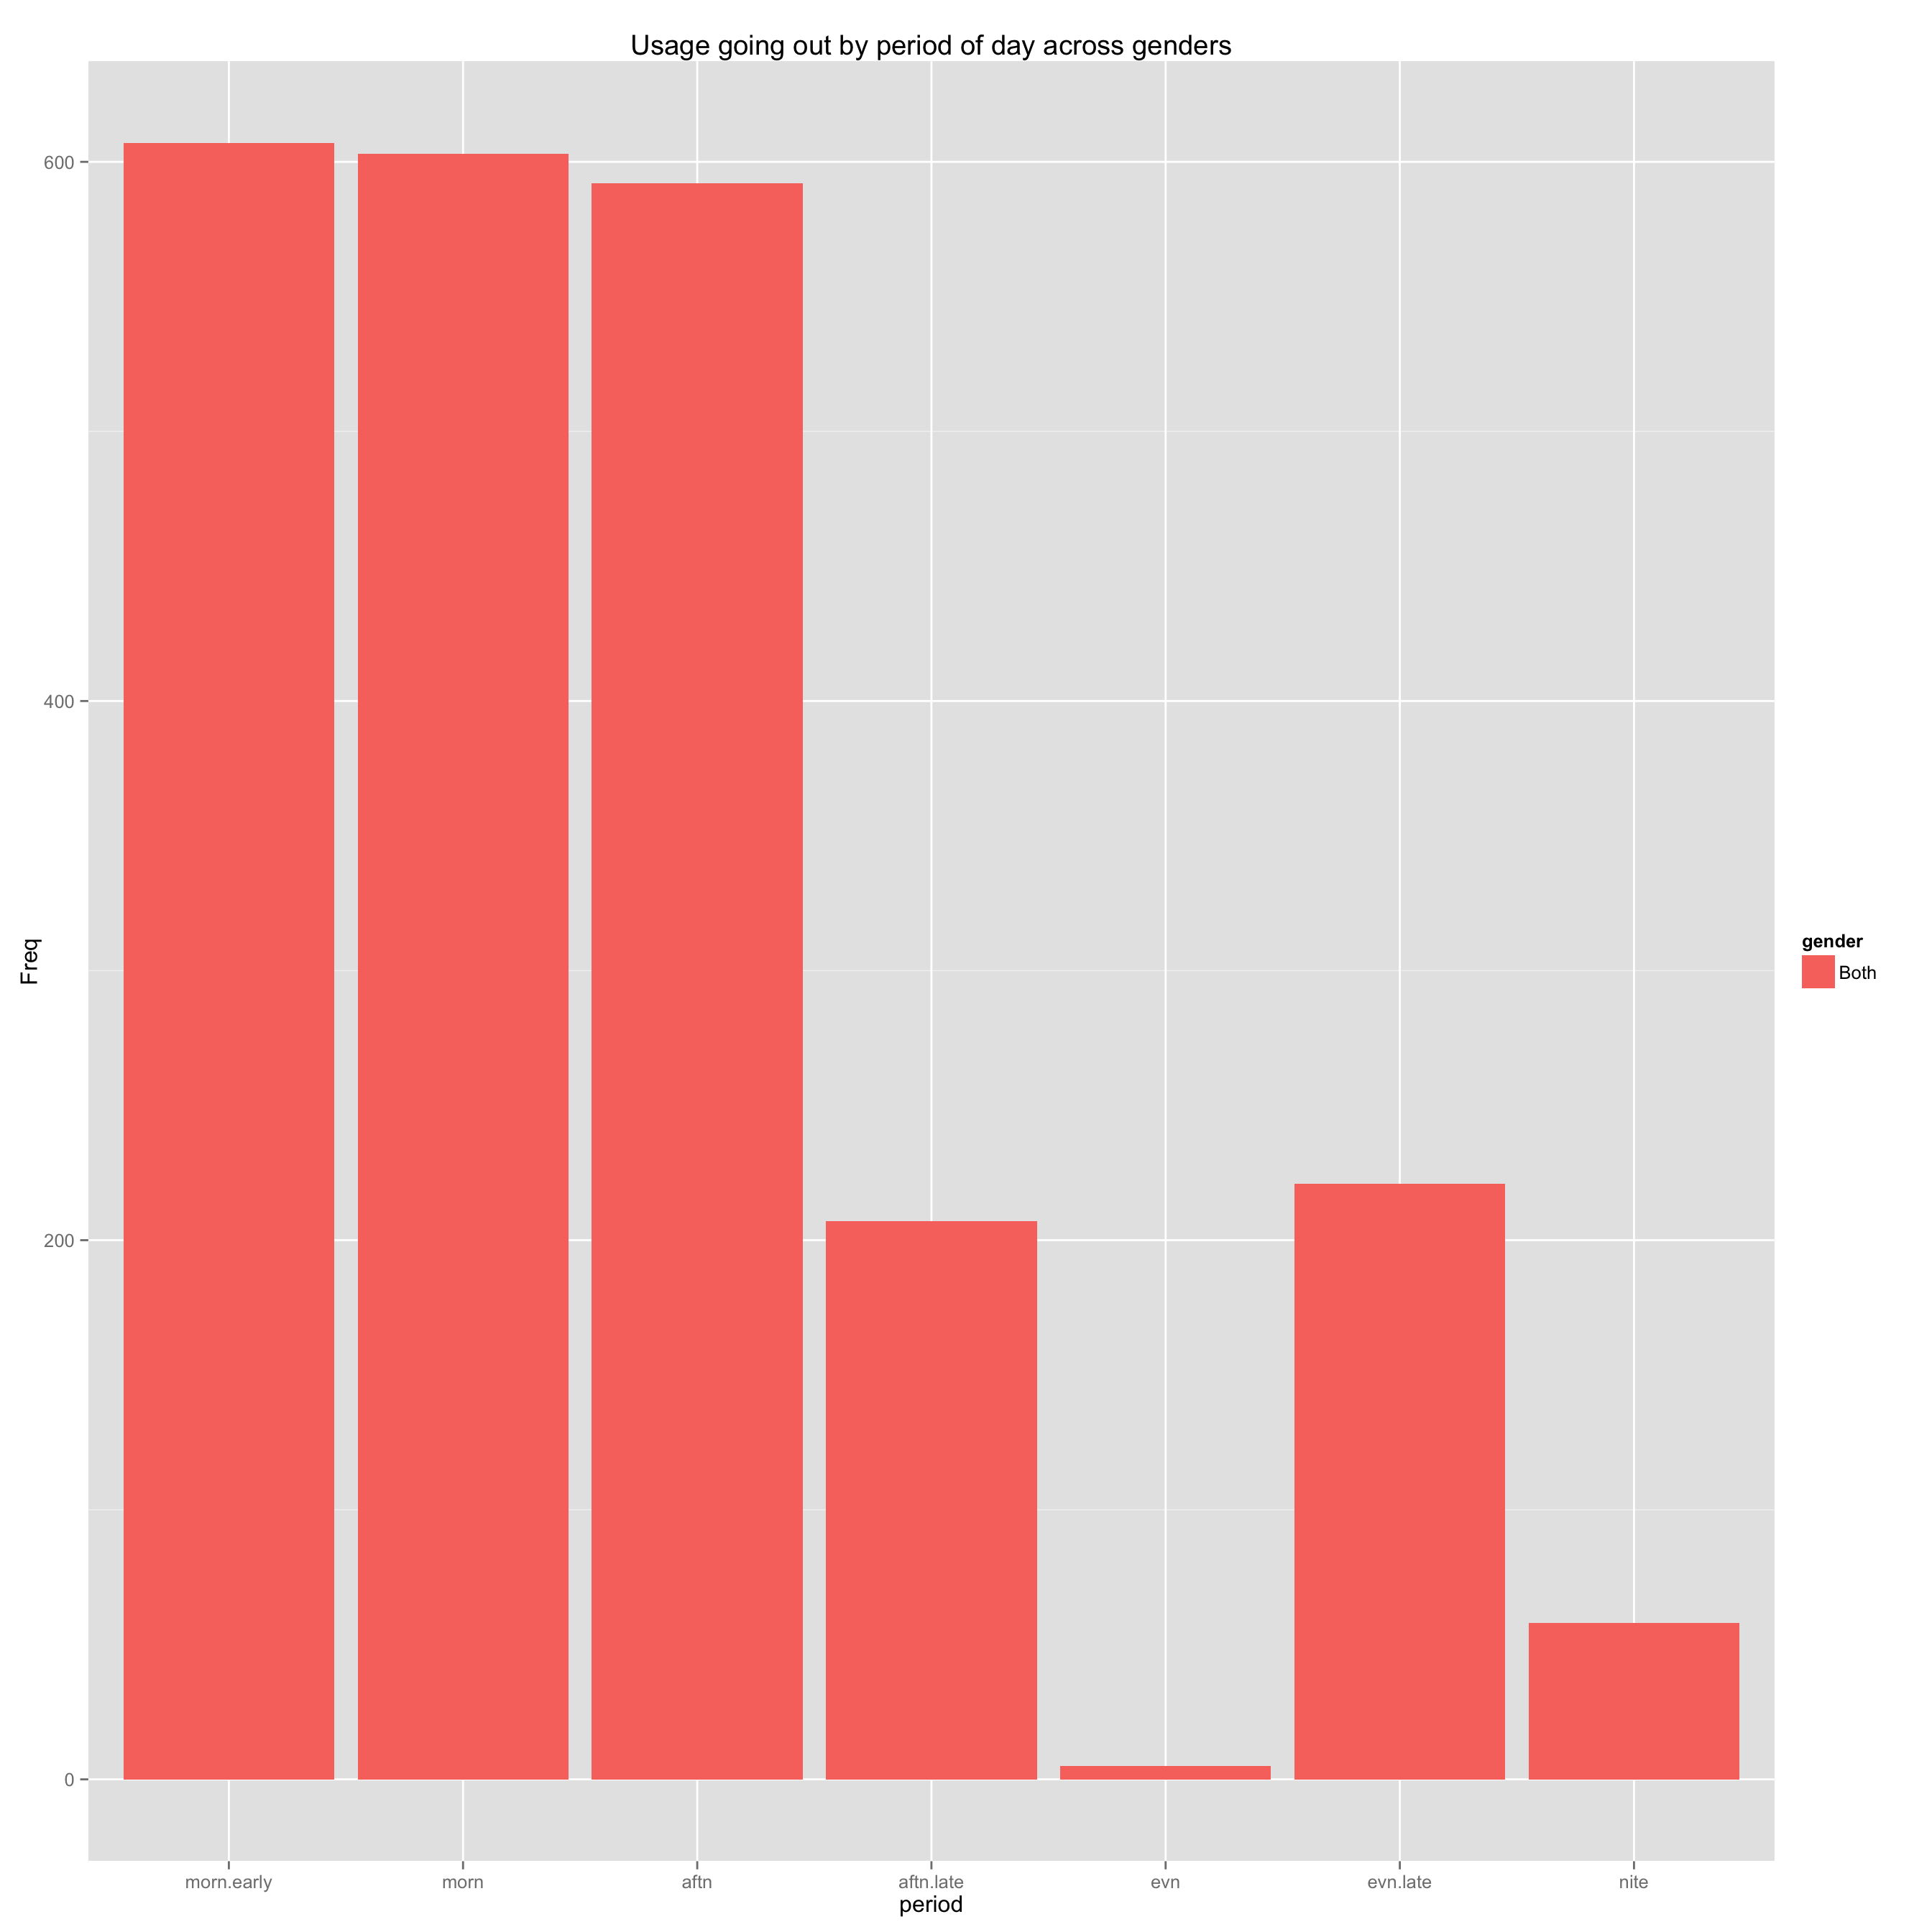 Usage going out by period of day across genders
600
400
200
0
Freq
morn.early
morn
aftn
aftn.late
evn
evn.late
nite
period
gender
Both